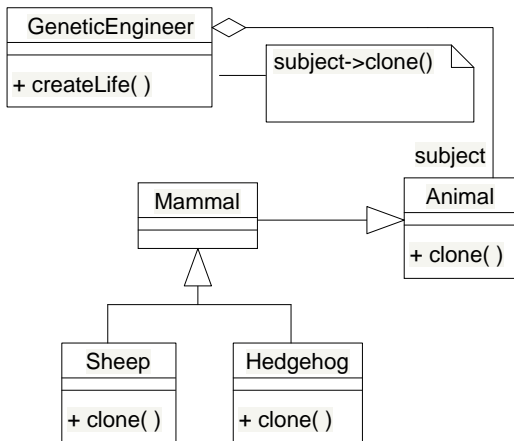 GeneticEngineer
+ createLife( )
subject->clone()
subject
Mammal
Animal
+ clone( )
Sheep
+ clone( )
Hedgehog
+ clone( )